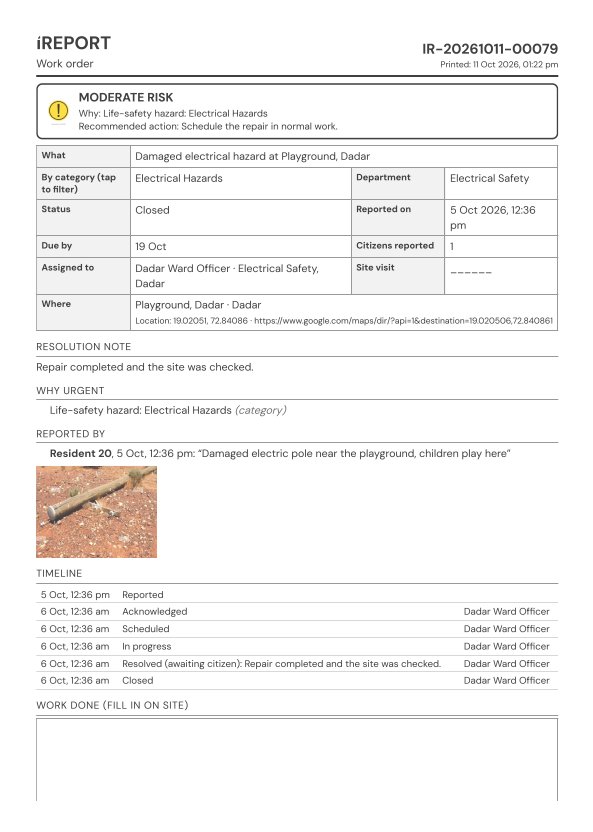 iREPORT
Work order
IR-20261011-00079
Printed: 11 Oct 2026, 01:22 pm
MODERATE RISK
Why: Life-safety hazard: Electrical Hazards
Recommended action: Schedule the repair in normal work.
What Damaged electrical hazard at Playground, Dadar
By category (tap to filter) Electrical Hazards Department Electrical Safety
Status Closed Reported on 5 Oct 2026, 12:36 pm
Due by 19 Oct Citizens reported 1
Assigned to Dadar Ward Officer · Electrical Safety, Dadar Site visit ______
Where Playground, Dadar · Dadar
Location: 19.02051, 72.84086 · https://www.google.com/maps/dir/?api=1&destination=19.020506,72.840861
RESOLUTION NOTE
Repair completed and the site was checked.
WHY URGENT
Life-safety hazard: Electrical Hazards (category)
REPORTED BY
Resident 20, 5 Oct, 12:36 pm: “Damaged electric pole near the playground, children play here”
TIMELINE
5 Oct, 12:36 pm Reported
6 Oct, 12:36 am Acknowledged Dadar Ward Officer
6 Oct, 12:36 am Scheduled Dadar Ward Officer
6 Oct, 12:36 am In progress Dadar Ward Officer
6 Oct, 12:36 am Resolved (awaiting citizen): Repair completed and the site was checked. Dadar Ward Officer
6 Oct, 12:36 am Closed Dadar Ward Officer
WORK DONE (FILL IN ON SITE)